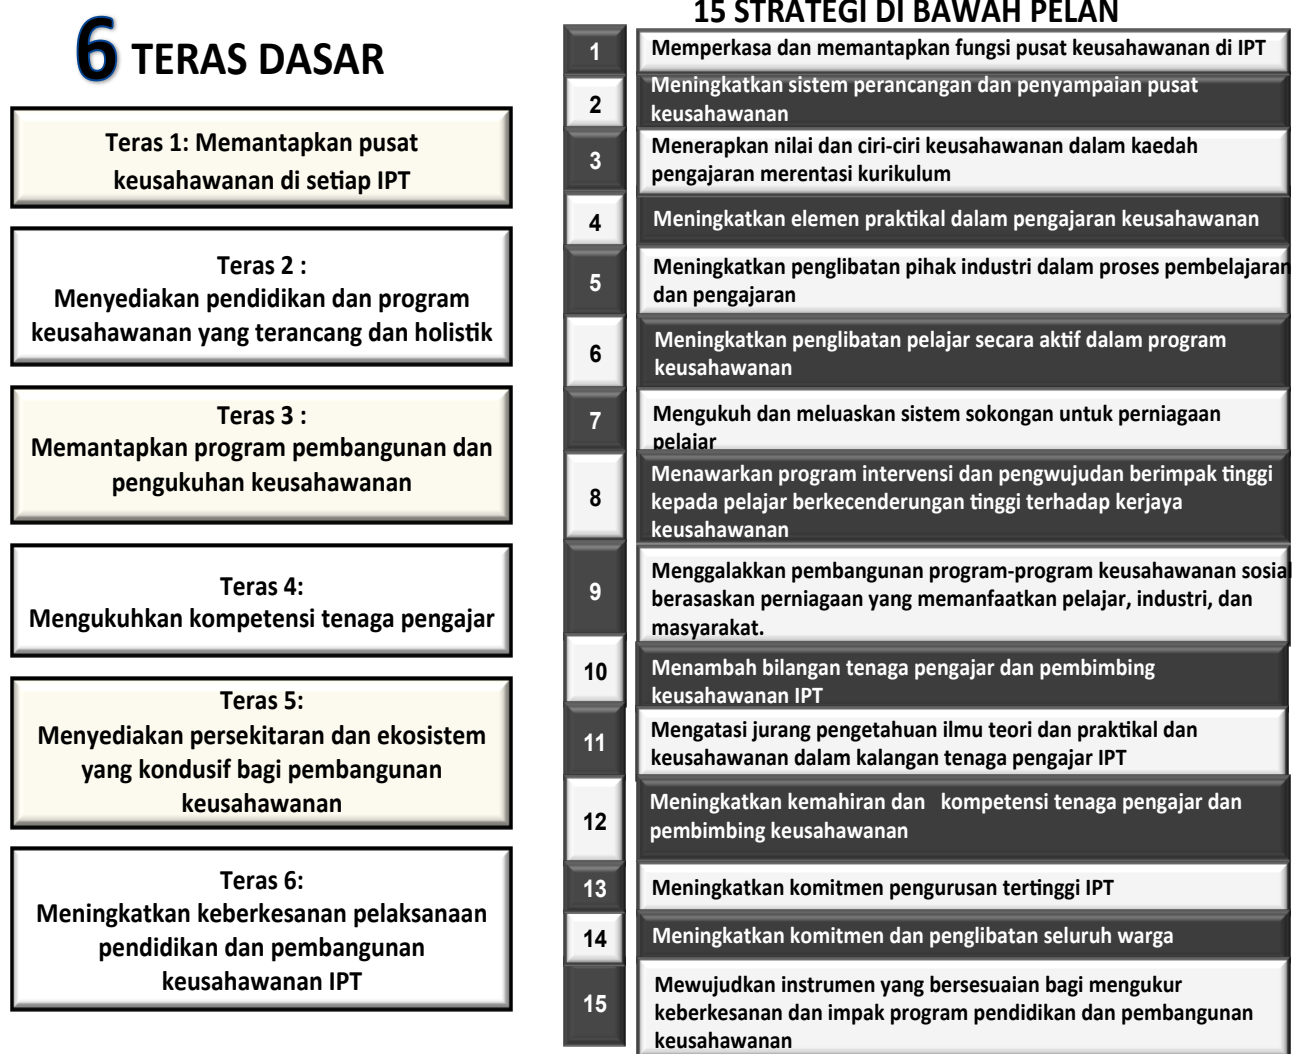 6 TERAS DASAR
Teras 1: Memantapkan pusat
keusahawanan di setiap IPT
Teras 2 :
Menyediakan pendidikan dan program
keusahawanan yang terancang dan holistik
Teras 3 :
Memantapkan program pembangunan dan
pengukuhan keusahawanan
Teras 4:
Mengukuhkan kompetensi tenaga pengajar
Teras 5:
Menyediakan persekitaran dan ekosistem
yang kondusif bagi pembangunan
keusahawanan
Teras 6:
Meningkatkan keberkesanan pelaksanaan
pendidikan dan pembangunan
keusahawanan IPT
15 STRATEGI DI BAWAH PELAN
1 Memperkasa dan memantapkan fungsi pusat keusahawanan di IPT
2 Meningkatkan sistem perancangan dan penyampaian pusat
keusahawanan
3 Menerapkan nilai dan ciri-ciri keusahawanan dalam kaedah
pengajaran merentasi kurikulum
4 Meningkatkan elemen praktikal dalam pengajaran keusahawanan
5 Meningkatkan penglibatan pihak industri dalam proses pembelajaran
dan pengajaran
6 Meningkatkan penglibatan pelajar secara aktif dalam program
keusahawanan
7 Mengukuh dan meluaskan sistem sokongan untuk perniagaan
pelajar
8 Menawarkan program intervensi dan pengwujudan berimpak tinggi
kepada pelajar berkecenderungan tinggi terhadap kerjaya
keusahawanan
9 Menggalakkan pembangunan program-program keusahawanan sosial
berasaskan perniagaan yang memanfaatkan pelajar, industri, dan
masyarakat.
10 Menambah bilangan tenaga pengajar dan pembimbing
keusahawanan IPT
11 Mengatasi jurang pengetahuan ilmu teori dan praktikal dan
keusahawanan dalam kalangan tenaga pengajar IPT
12 Meningkatkan kemahiran dan kompetensi tenaga pengajar dan
pembimbing keusahawanan
13 Meningkatkan komitmen pengurusan tertinggi IPT
14 Meningkatkan komitmen dan penglibatan seluruh warga
15 Mewujudkan instrumen yang bersesuaian bagi mengukur
keberkesanan dan impak program pendidikan dan pembangunan
keusahawanan